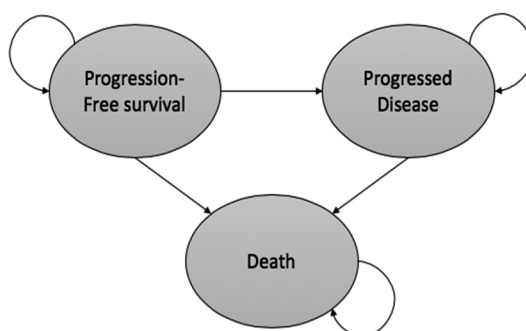 Progression-
Free survival
Progressed
Disease
Death